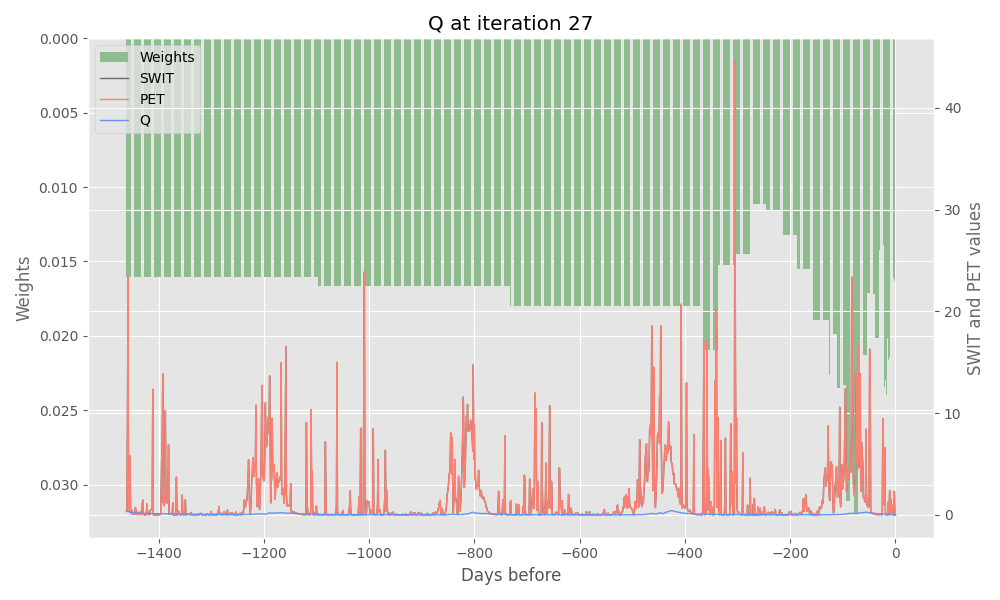 Q at iteration 27
Weights
SWIT
PET
Q
0.000
0.005
0.010
0.015
0.020
0.025
0.030
Weights
40
30
20
10
0
SWIT and PET values
−1400
−1200
−1000
−800
−600
−400
−200
0
Days before